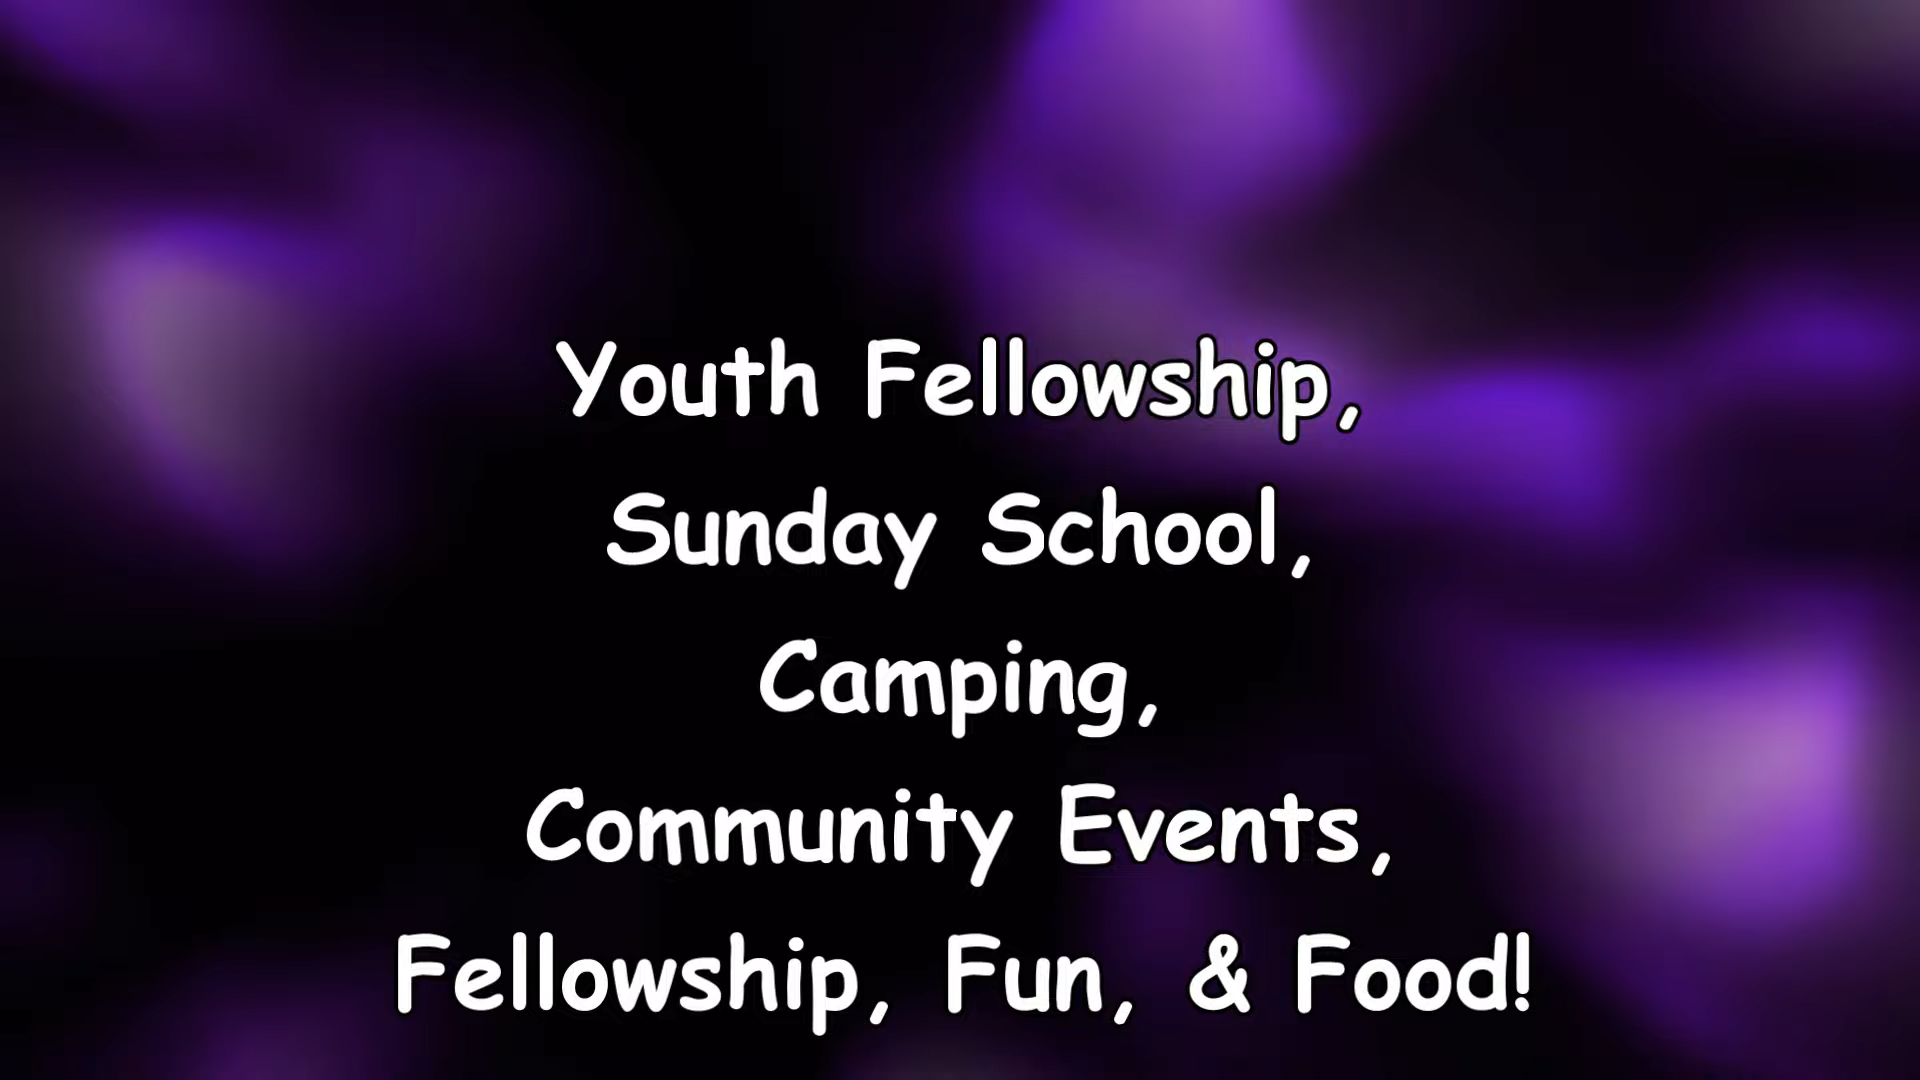 Youth Fellowship,
Sunday School,
Camping,
Community Events,
Fellowship, Fun, & Food!